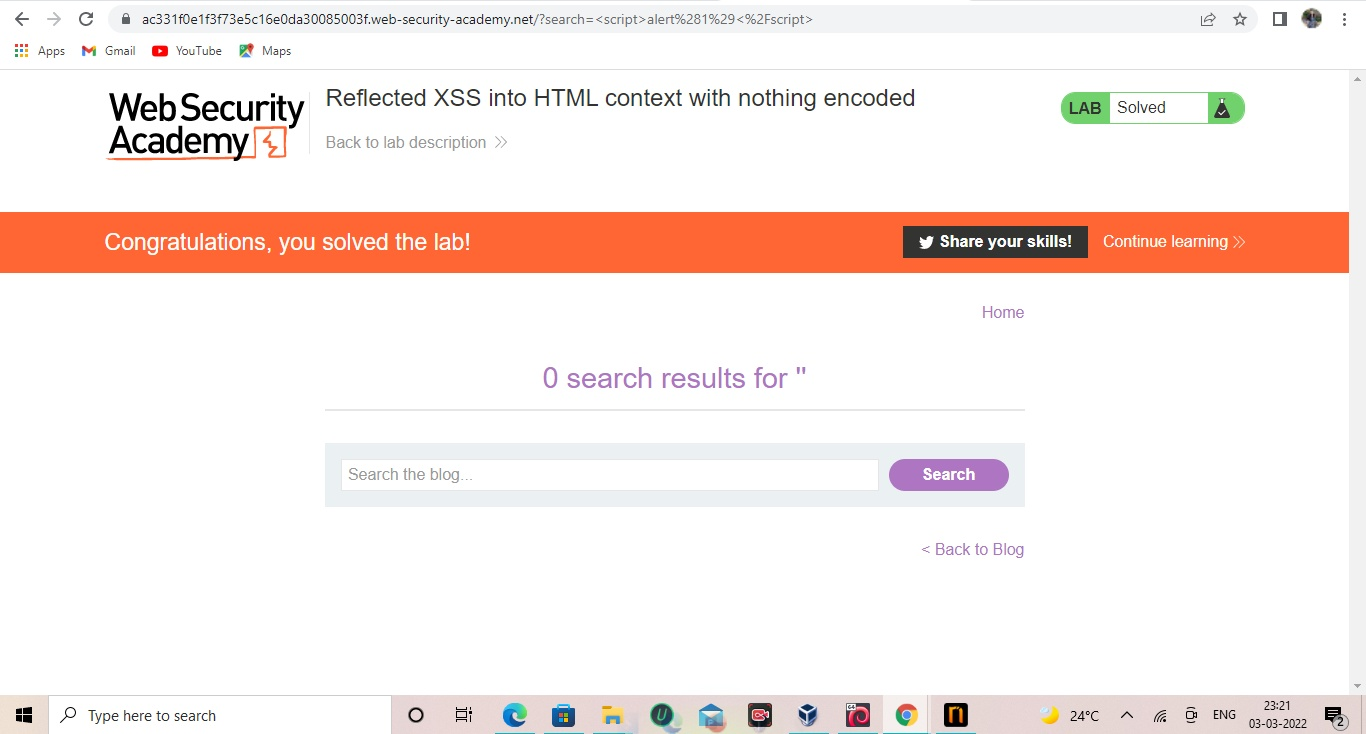 ac331f0e1f3f73e5c16e0da30085003f.web-security-academy.net/?search=<script>alert%281%29<%2Fscript>
Apps Gmail YouTube Maps
Web Security
Academy
Reflected XSS into HTML context with nothing encoded
Back to lab description
LAB Solved
Congratulations, you solved the lab!
Share your skills!
Continue learning
Home
0 search results for ''
Search the blog...
Search
< Back to Blog
Type here to search
U
64
24°C
ENG
23:21
03-03-2022
2